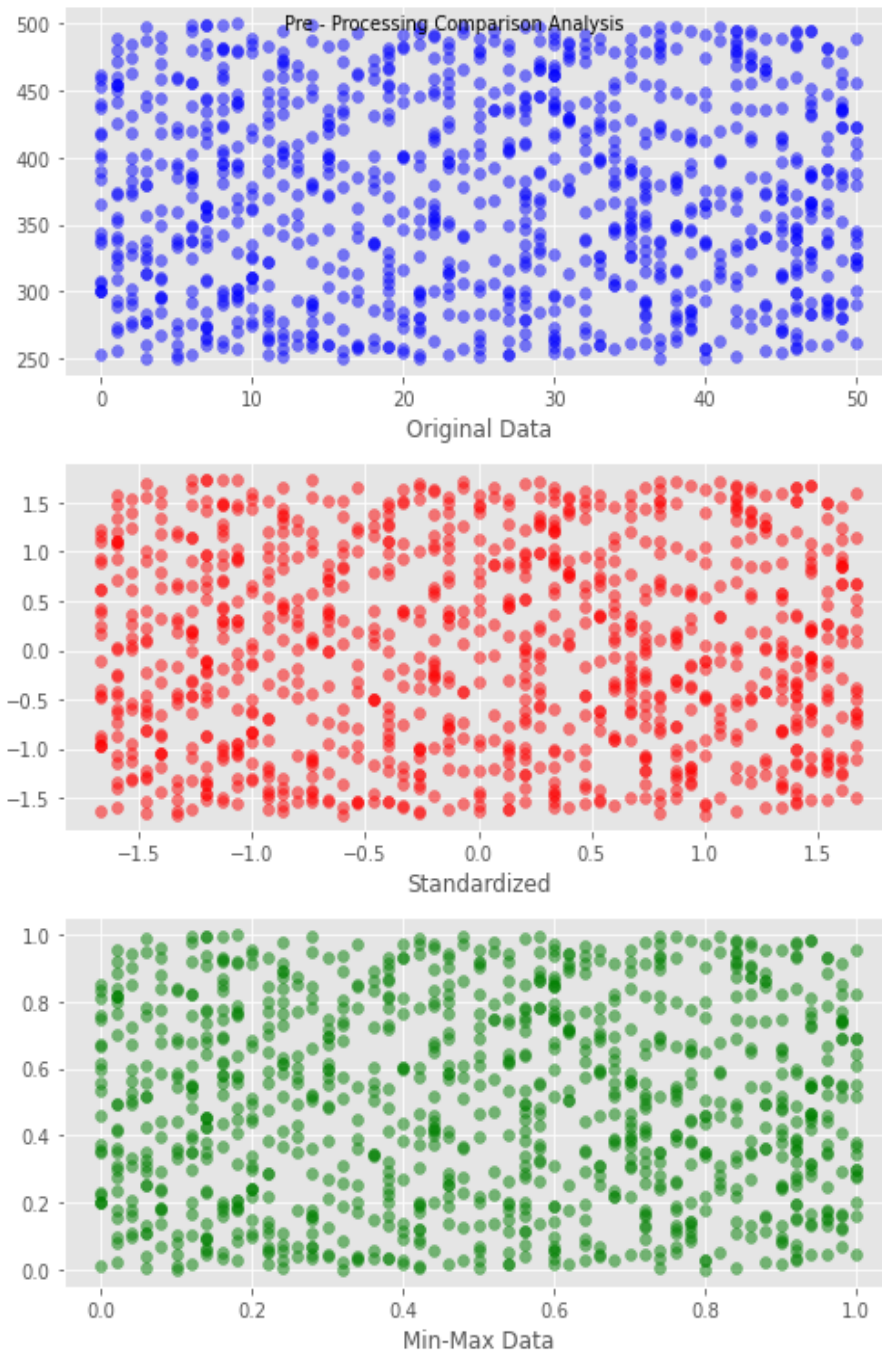 Pre - Processing Comparison Analysis
500
450
400
350
300
250
0 10 20 30 40 50
Original Data
1.5
1.0
0.5
0.0
−0.5
−1.0
−1.5
−1.5 −1.0 −0.5 0.0 0.5 1.0 1.5
Standardized
1.0
0.8
0.6
0.4
0.2
0.0
0.0 0.2 0.4 0.6 0.8 1.0
Min-Max Data